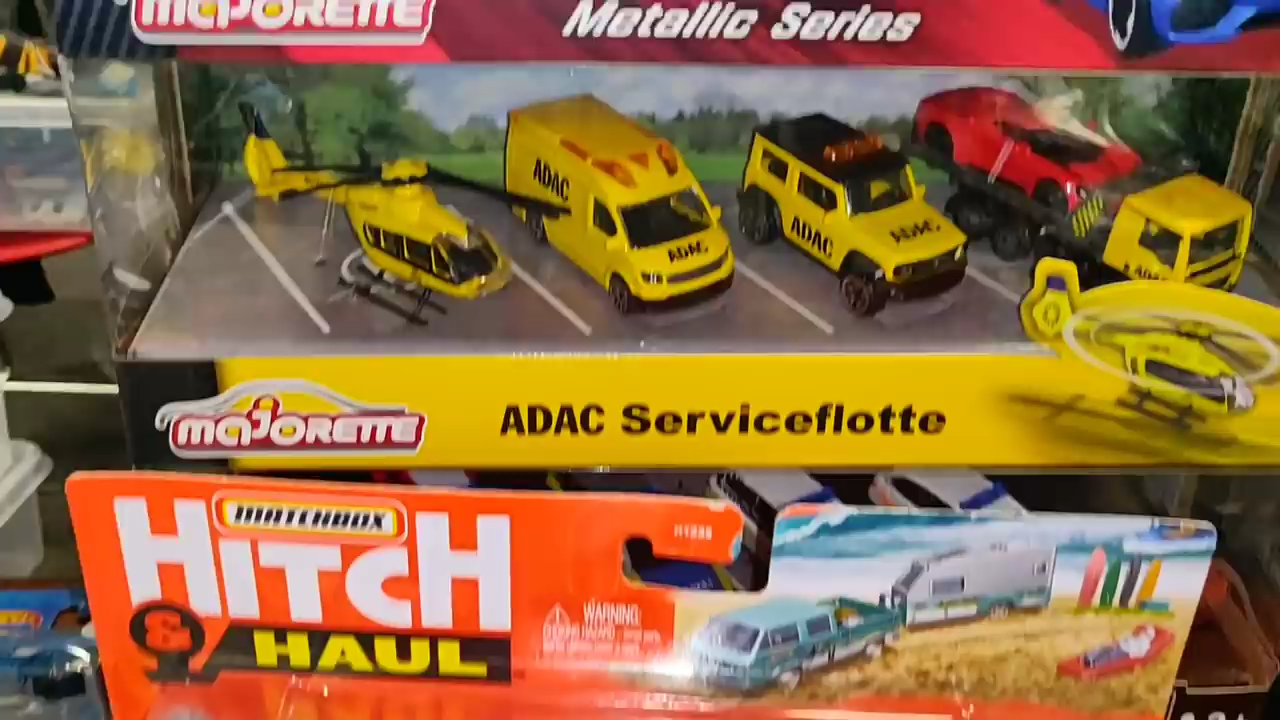 MAJORETTE
Metallic Series
ADAC
ADAC
ADAC
ADAC
MAJORETTE
ADAC Serviceflotte
MATCHBOX
HITCH
& HAUL
WARNING: